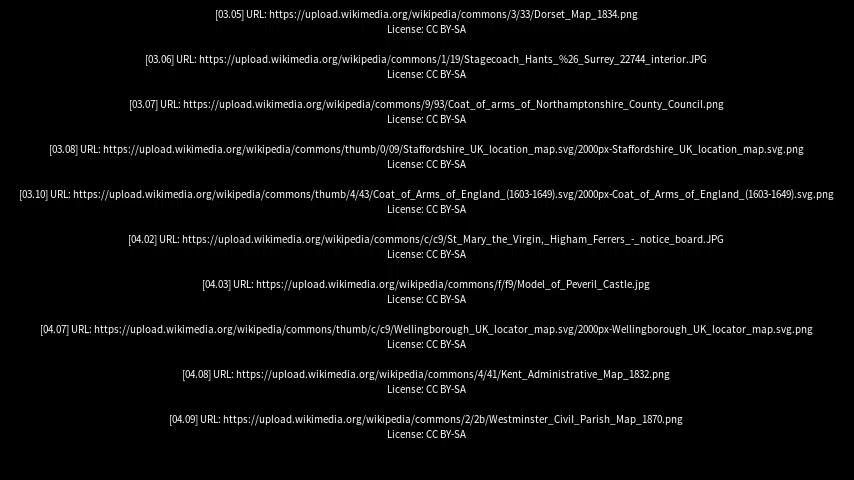 [03.05] URL: https://upload.wikimedia.org/wikipedia/commons/3/33/Dorset_Map_1834.png
License: CC BY-SA
[03.06] URL: https://upload.wikimedia.org/wikipedia/commons/1/19/Stagecoach_Hants_%26_Surrey_22744_interior.JPG
License: CC BY-SA
[03.07] URL: https://upload.wikimedia.org/wikipedia/commons/9/93/Coat_of_arms_of_Northamptonshire_County_Council.png
License: CC BY-SA
[03.08] URL: https://upload.wikimedia.org/wikipedia/commons/thumb/0/09/Staffordshire_UK_location_map.svg/2000px-Staffordshire_UK_location_map.svg.png
License: CC BY-SA
[03.10] URL: https://upload.wikimedia.org/wikipedia/commons/thumb/4/43/Coat_of_Arms_of_England_(1603-1649).svg/2000px-Coat_of_Arms_of_England_(1603-1649).svg.png
License: CC BY-SA
[04.02] URL: https://upload.wikimedia.org/wikipedia/commons/c/c9/St_Mary_the_Virgin,_Higham_Ferrers_-_notice_board.JPG
License: CC BY-SA
[04.03] URL: https://upload.wikimedia.org/wikipedia/commons/f/f9/Model_of_Peveril_Castle.jpg
License: CC BY-SA
[04.07] URL: https://upload.wikimedia.org/wikipedia/commons/thumb/c/c9/Wellingborough_UK_locator_map.svg/2000px-Wellingborough_UK_locator_map.svg.png
License: CC BY-SA
[04.08] URL: https://upload.wikimedia.org/wikipedia/commons/4/41/Kent_Administrative_Map_1832.png
License: CC BY-SA
[04.09] URL: https://upload.wikimedia.org/wikipedia/commons/2/2b/Westminster_Civil_Parish_Map_1870.png
License: CC BY-SA